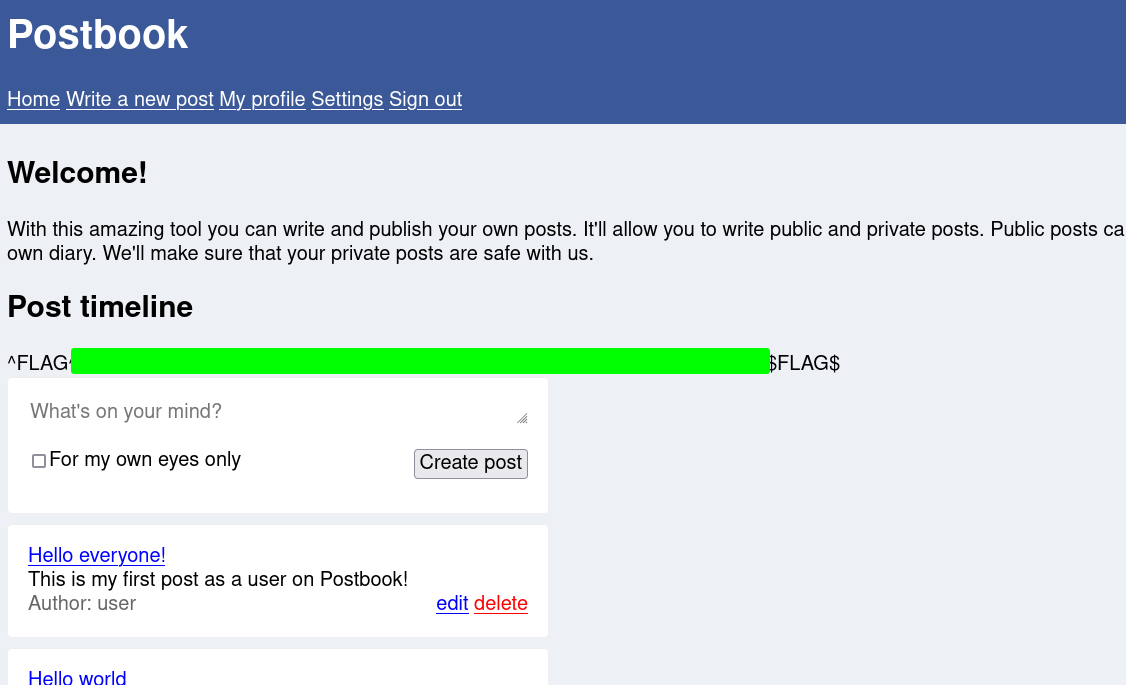 Postbook
Home Write a new post My profile Settings Sign out
Welcome!
With this amazing tool you can write and publish your own posts. It'll allow you to write public and private posts. Public posts ca
own diary. We'll make sure that your private posts are safe with us.
Post timeline
^FLAG^ $FLAG$
What's on your mind?
For my own eyes only Create post
Hello everyone!
This is my first post as a user on Postbook!
Author: user edit delete
Hello world